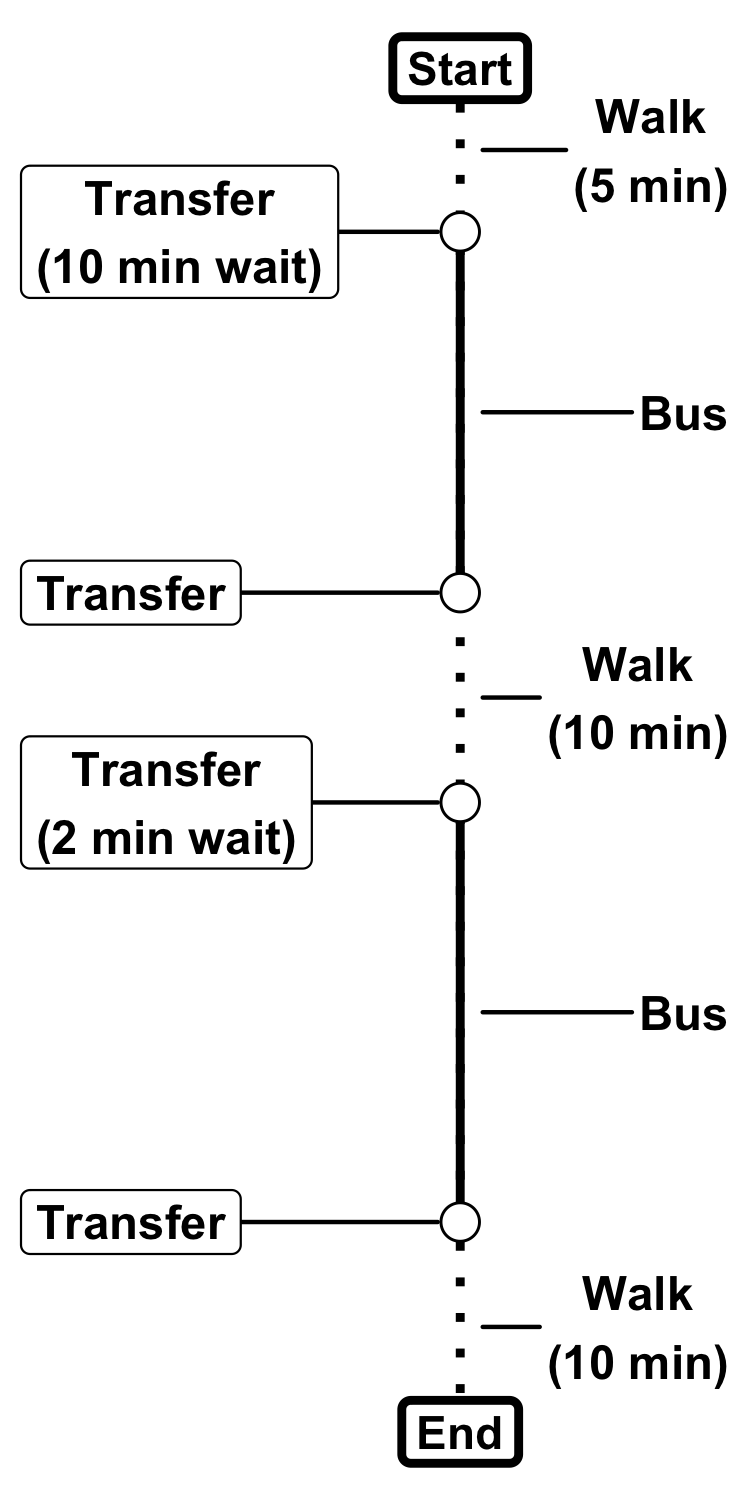 Start
Walk
(5 min)
Transfer
(10 min wait)
Bus
Transfer
Walk
(10 min)
Transfer
(2 min wait)
Bus
Transfer
Walk
(10 min)
End